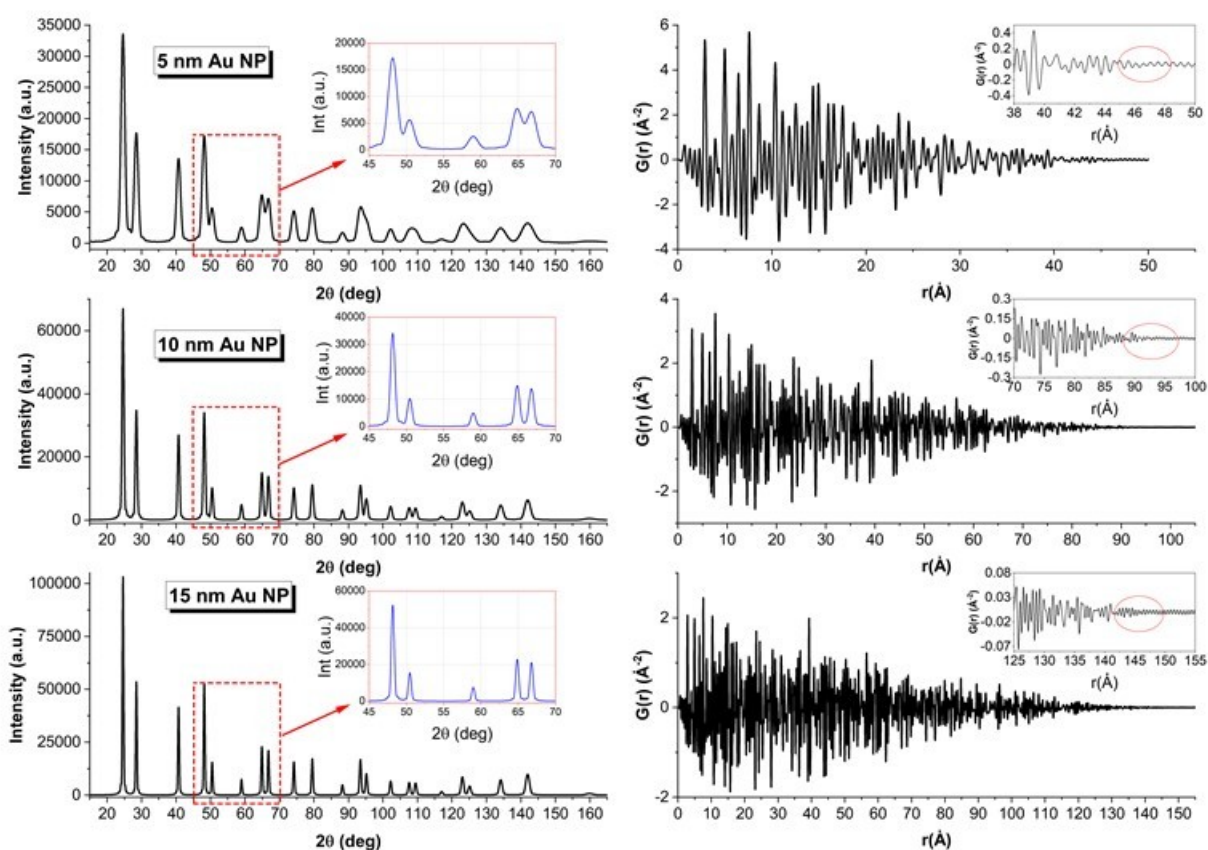 5 nm Au NP
35000
30000
25000
20000
15000
10000
5000
0
Intensity (a.u.)
20 30 40 50 60 70 80 90 100 110 120 130 140 150 160
2θ (deg)
20000
15000
10000
5000
0
Int (a.u.)
45 50 55 60 65 70
2θ (deg)
6
4
2
0
-2
-4
G(r) (Å⁻²)
0 10 20 30 40 50
r(Å)
0.4
0.2
0
-0.2
-0.4
G(r) (Å⁻²)
38 40 42 44 46 48 50
r(Å)
10 nm Au NP
60000
40000
20000
0
Intensity (a.u.)
20 30 40 50 60 70 80 90 100 110 120 130 140 150 160
2θ (deg)
40000
30000
20000
10000
0
Int (a.u.)
45 50 55 60 65 70
2θ (deg)
4
2
0
-2
G(r) (Å⁻²)
0 10 20 30 40 50 60 70 80 90 100
r(Å)
0.3
0.15
0
-0.15
-0.3
G(r) (Å⁻²)
70 75 80 85 90 95 100
r(Å)
15 nm Au NP
100000
75000
50000
25000
0
Intensity (a.u.)
20 30 40 50 60 70 80 90 100 110 120 130 140 150 160
2θ (deg)
60000
40000
20000
0
Int (a.u.)
45 50 55 60 65 70
2θ (deg)
2
0
-2
G(r) (Å⁻²)
0 10 20 30 40 50 60 70 80 90 100 110 120 130 140 150
r(Å)
0.08
0.03
-0.02
-0.07
G(r) (Å⁻²)
125 130 135 140 145 150 155
r(Å)